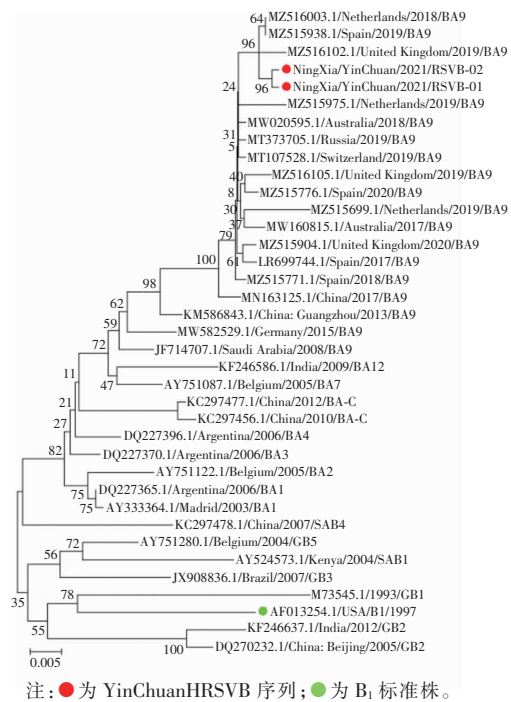 64
MZ516003.1/Netherlands/2018/BA9
MZ515938.1/Spain/2019/BA9
96
MZ516102.1/United Kingdom/2019/BA9
NingXia/YinChuan/2021/RSVB-02
96
NingXia/YinChuan/2021/RSVB-01
24
MZ515975.1/Netherlands/2019/BA9
MW020595.1/Australia/2018/BA9
31
MT373705.1/Russia/2019/BA9
5
MT107528.1/Switzerland/2019/BA9
40
MZ516105.1/United Kingdom/2019/BA9
8
MZ515776.1/Spain/2020/BA9
30
MZ515699.1/Netherlands/2019/BA9
37
MW160815.1/Australia/2017/BA9
79
MZ515904.1/United Kingdom/2020/BA9
61
LR699744.1/Spain/2017/BA9
100
MZ515771.1/Spain/2018/BA9
MN163125.1/China/2017/BA9
98
KM586843.1/China: Guangzhou/2013/BA9
62
MW582529.1/Germany/2015/BA9
59
JF714707.1/Saudi Arabia/2008/BA9
72
KF246586.1/India/2009/BA12
47
AY751087.1/Belgium/2005/BA7
11
KC297477.1/China/2012/BA-C
KC297456.1/China/2010/BA-C
21
DQ227396.1/Argentina/2006/BA4
27
DQ227370.1/Argentina/2006/BA3
82
AY751122.1/Belgium/2005/BA2
75
DQ227365.1/Argentina/2006/BA1
75
AY333364.1/Madrid/2003/BA1
KC297478.1/China/2007/SAB4
72
AY751280.1/Belgium/2004/GB5
56
AY524573.1/Kenya/2004/SAB1
JX908836.1/Brazil/2007/GB3
35
78
M73545.1/1993/GB1
AF013254.1/USA/B1/1997
55
KF246637.1/India/2012/GB2
100
DQ270232.1/China: Beijing/2005/GB2
0.005
注:为 YinChuanHRSVB 序列;为 B₁ 标准株。